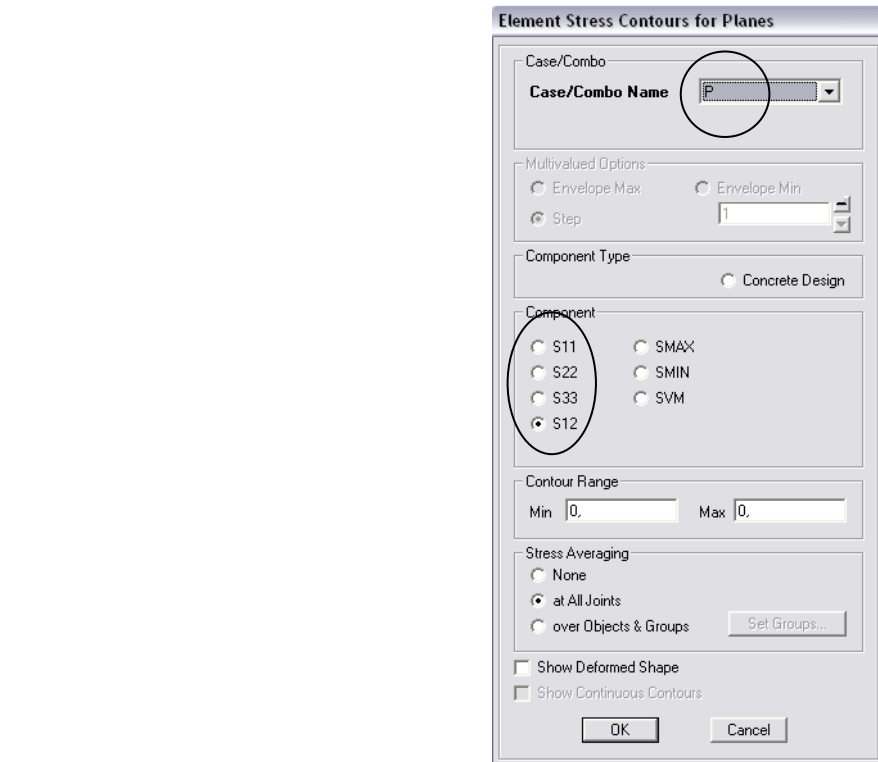 Element Stress Contours for Planes
Case/Combo
Case/Combo Name P
Multivalued Options
Envelope Max Envelope Min
Step 1
Component Type
Concrete Design
Component
S11 SMAX
S22 SMIN
S33 SVM
S12
Contour Range
Min 0, Max 0,
Stress Averaging
None
at All Joints
over Objects & Groups Set Groups...
Show Deformed Shape
Show Continuous Contours
OK Cancel